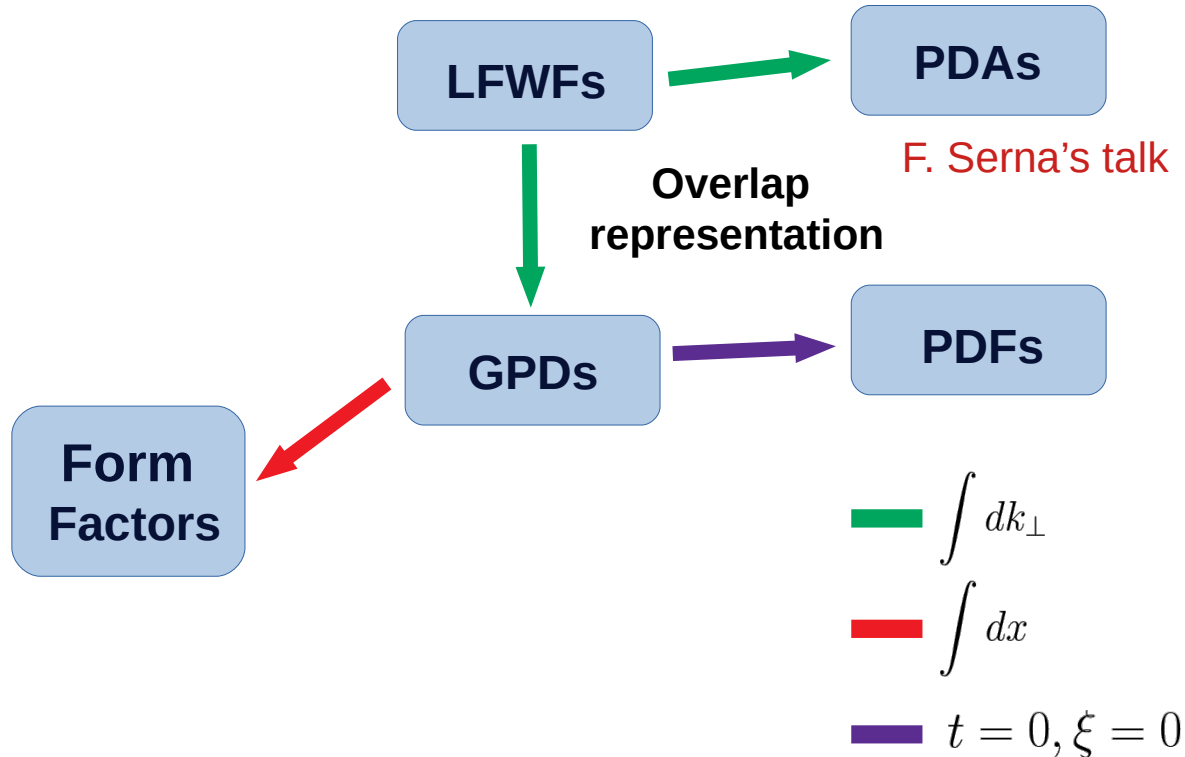 LFWFs
PDAs
F. Serna’s talk
Overlap
representation
GPDs
PDFs
Form
Factors
∫ dk⊥
∫ dx
t = 0, ξ = 0